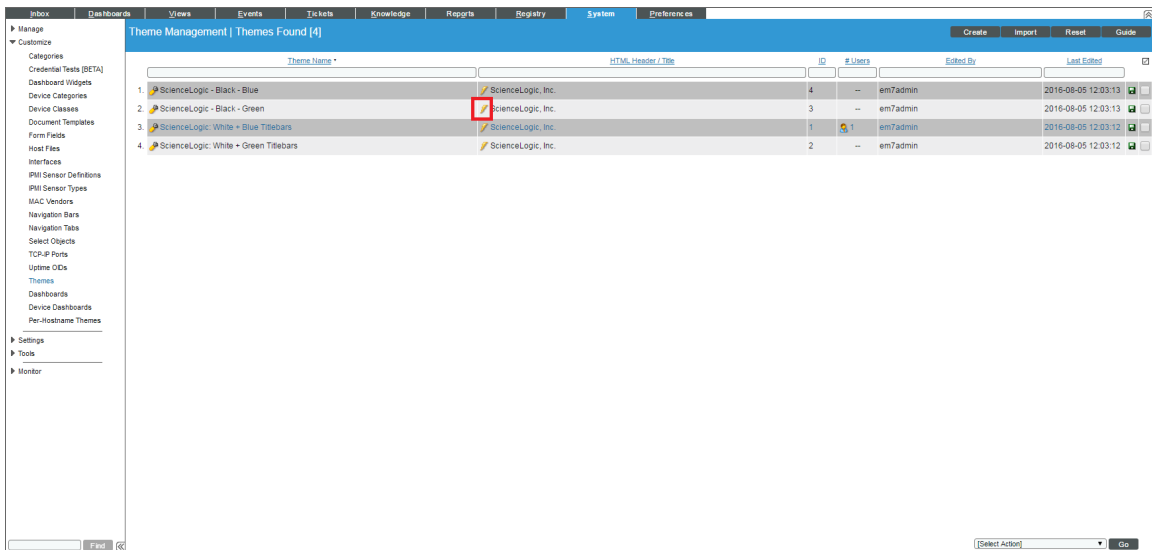 Inbox Dashboards Views Events Tickets Knowledge Reports Registry System Preferences
Manage
Customize
Categories
Credential Tests [BETA]
Dashboard Widgets
Device Categories
Device Classes
Document Templates
Form Fields
Host Files
Interfaces
IPMI Sensor Definitions
IPMI Sensor Types
MAC Vendors
Navigation Bars
Navigation Tabs
Select Objects
TCP-IP Ports
Uptime OIDs
Themes
Dashboards
Device Dashboards
Per-Hostname Themes
Settings
Tools
Monitor
Find
Theme Management | Themes Found [4] Create Import Reset Guide
Theme Name • HTML Header / Title ID # Users Edited By Last Edited
1. ScienceLogic - Black - Blue ScienceLogic, Inc. 4 -- em7admin 2016-08-05 12:03:13
2. ScienceLogic - Black - Green ScienceLogic, Inc. 3 -- em7admin 2016-08-05 12:03:13
3. ScienceLogic: White + Blue Titlebars ScienceLogic, Inc. 1 1 em7admin 2016-08-05 12:03:12
4. ScienceLogic: White + Green Titlebars ScienceLogic, Inc. 2 -- em7admin 2016-08-05 12:03:12
[Select Action] Go